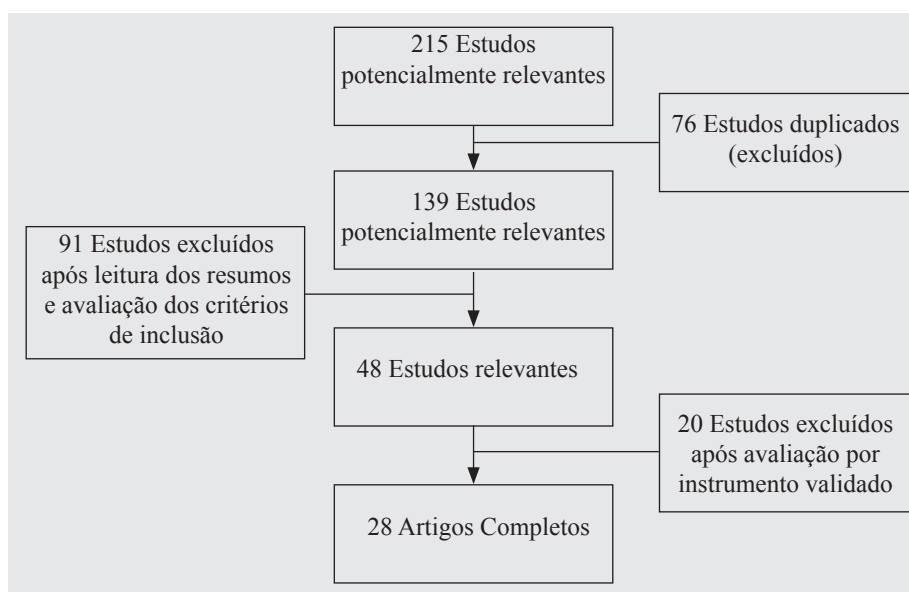 215 Estudos
potencialmente relevantes
76 Estudos duplicados
(excluídos)
139 Estudos
potencialmente relevantes
91 Estudos excluídos
após leitura dos resumos
e avaliação dos critérios
de inclusão
48 Estudos relevantes
20 Estudos excluídos
após avaliação por
instrumento validado
28 Artigos Completos